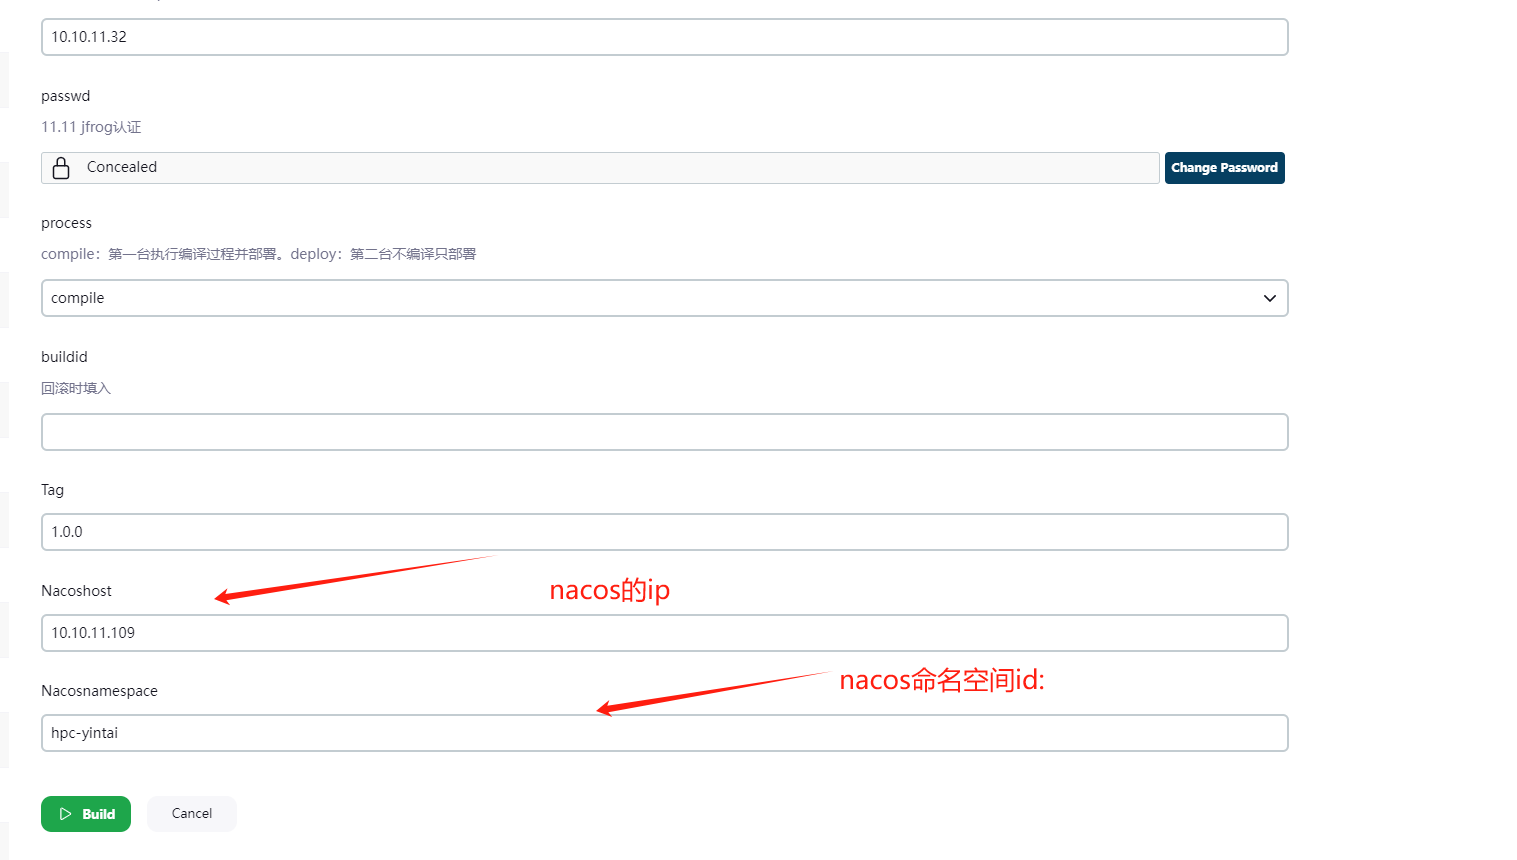 10.10.11.32
passwd
11.11 jfrog认证
Concealed
Change Password
process
compile：第一台执行编译过程并部署。deploy：第二台不编译只部署
compile
buildid
回滚时填入
Tag
1.0.0
Nacoshost
nacos的ip
10.10.11.109
Nacosnamespace
nacos命名空间id:
hpc-yintai
Build
Cancel